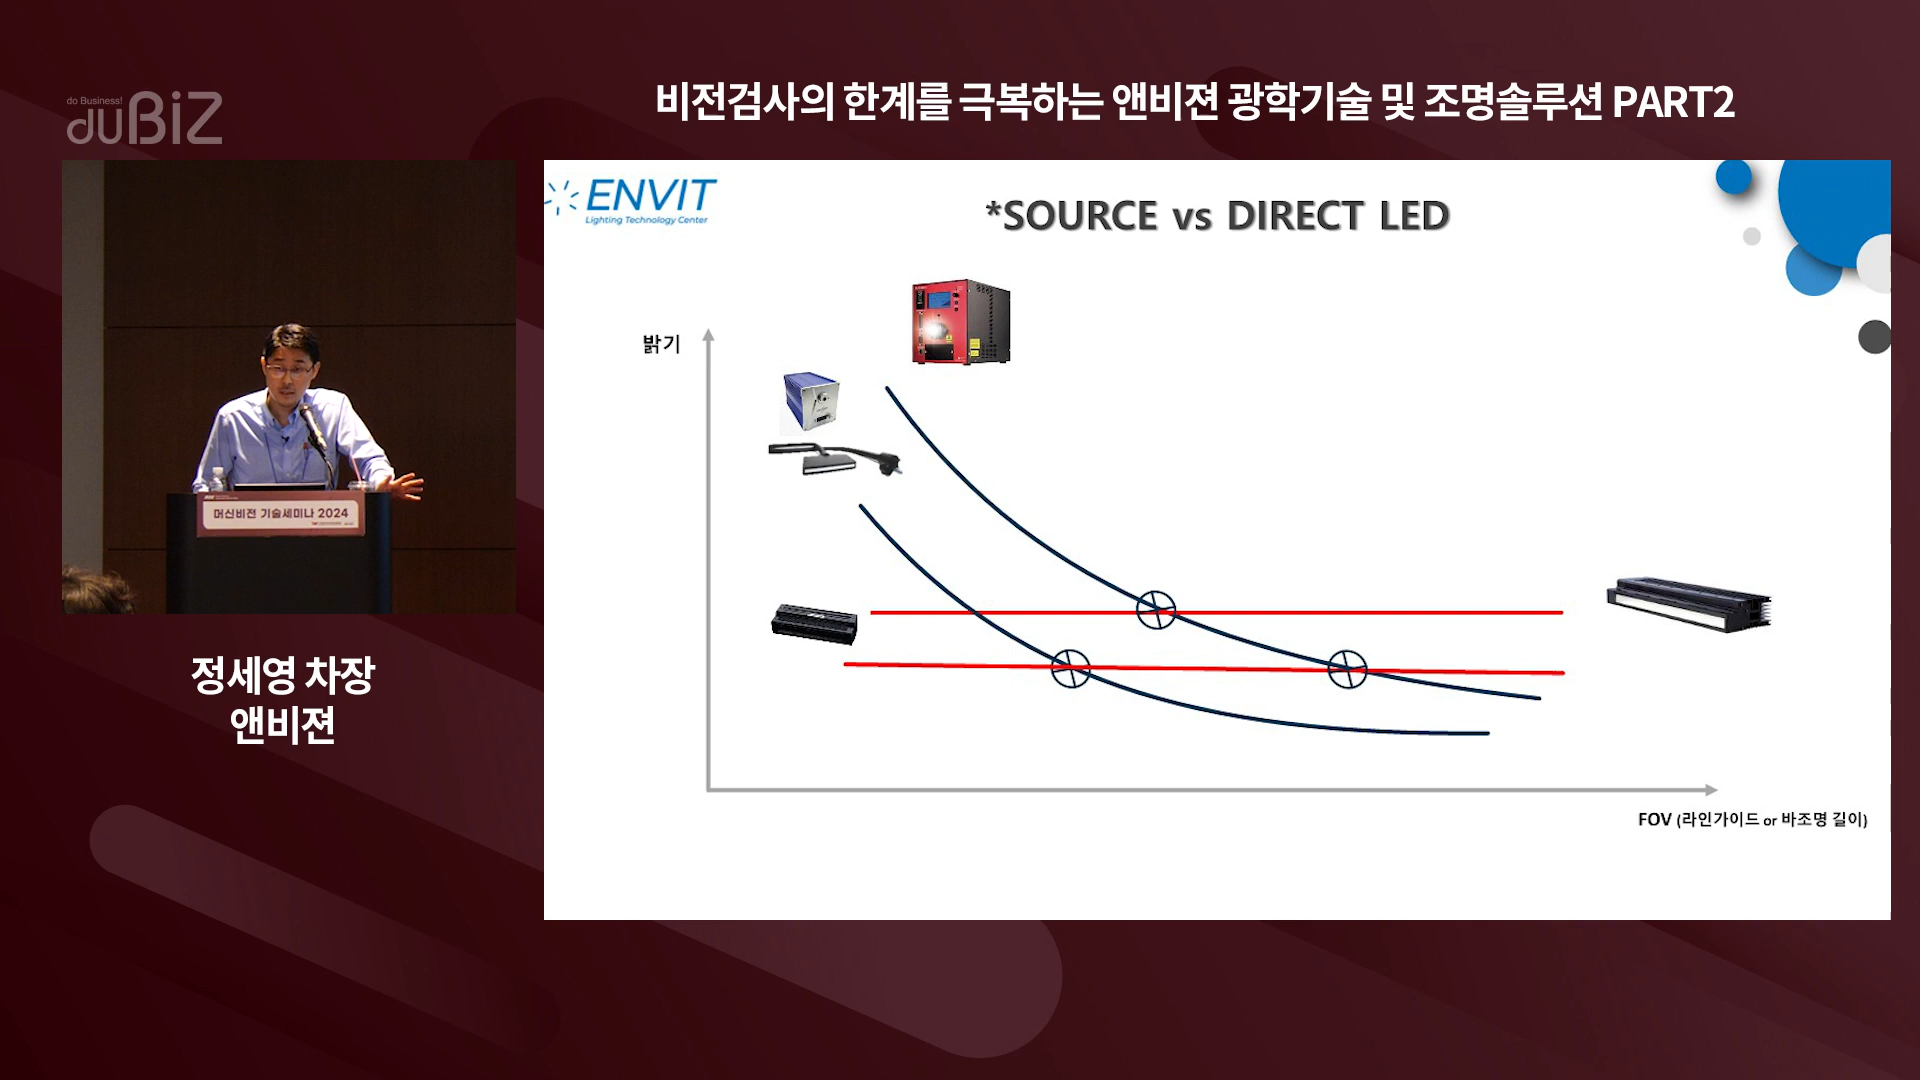 do Business!
duBiZ
비전검사의 한계를 극복하는 앤비젼 광학기술 및 조명솔루션 PART2
ENVIT
Lighting Technology Center
*SOURCE vs DIRECT LED
밝기
FOV (라인가이드 or 바조명 길이)
머신비전 기술세미나 2024
정세영 차장
앤비젼